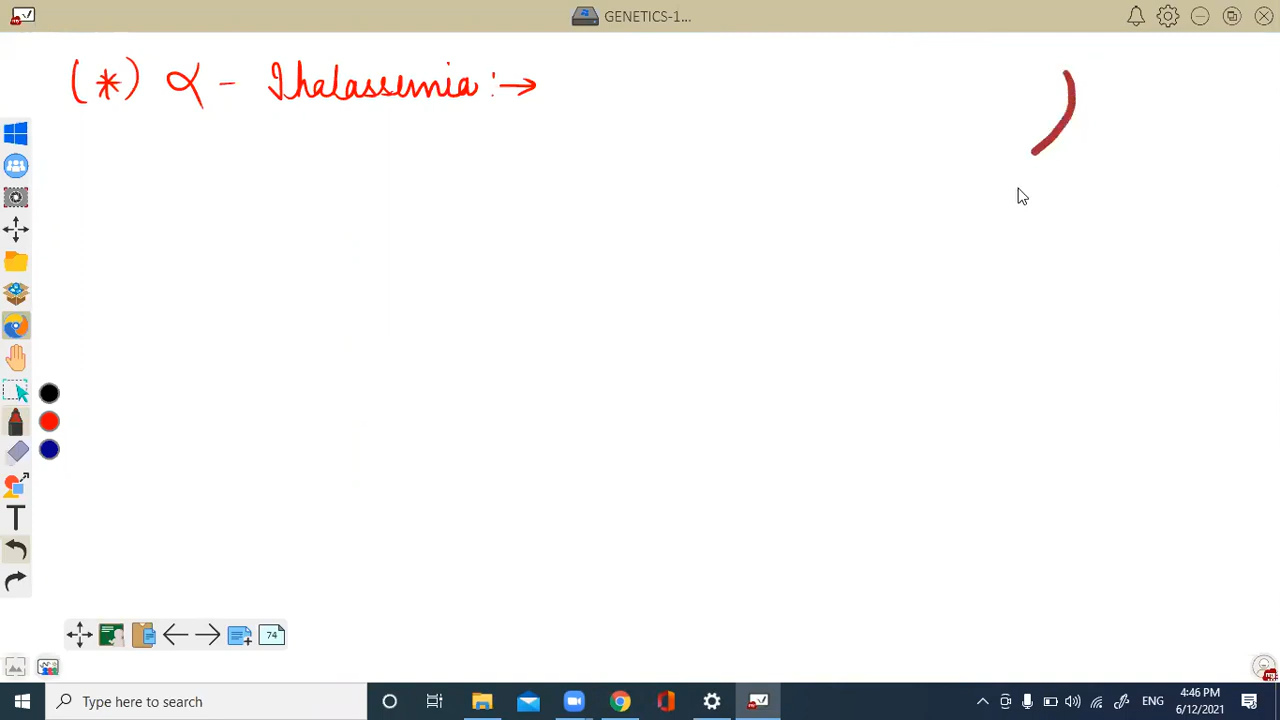 GENETICS-1...
(*) α - Thalassemia :→
T
74
Type here to search
ENG
4:46 PM
6/12/2021